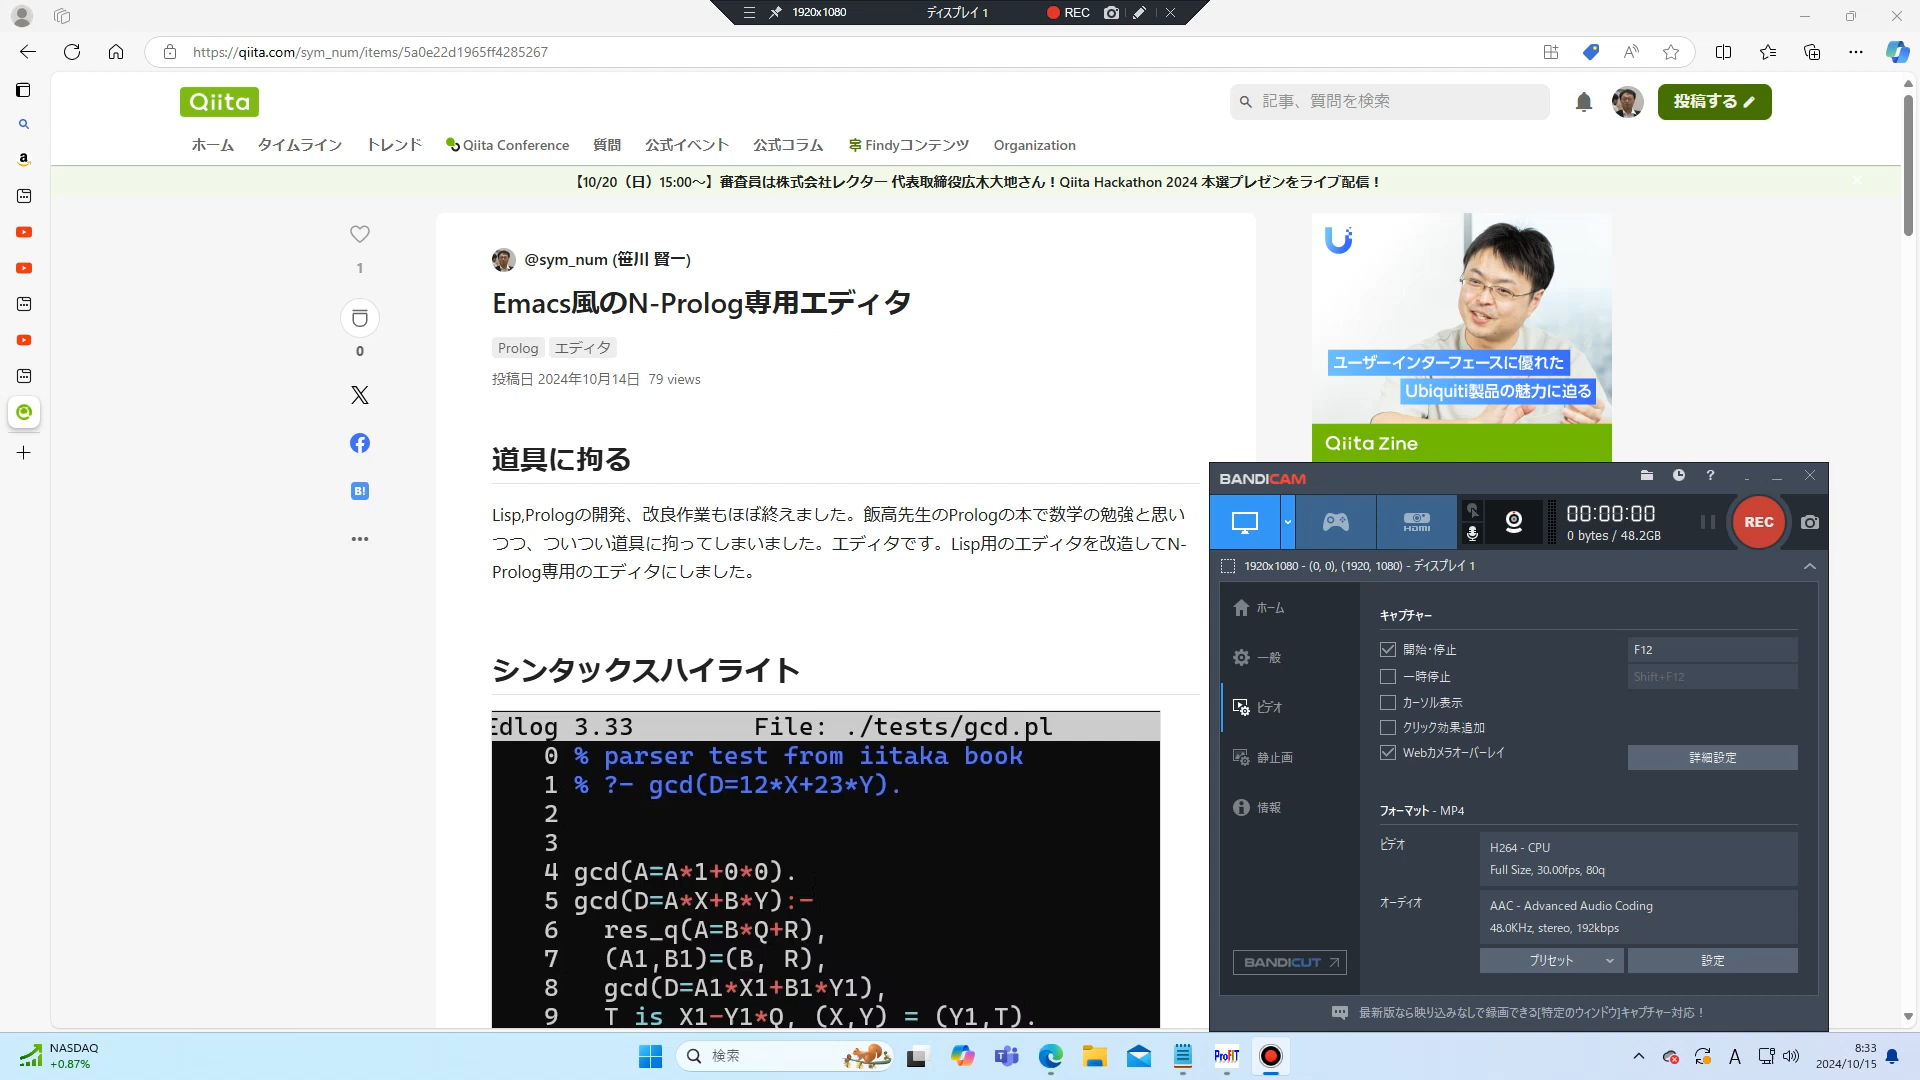 1920x1080
ディスプレイ 1
REC
https://qiita.com/sym_num/items/5a0e22d1965ff4285267
Qiita
記事、質問を検索
投稿する
ホーム
タイムライン
トレンド
Qiita Conference
質問
公式イベント
公式コラム
Findyコンテンツ
Organization
【10/20（日）15:00～】審査員は株式会社レクター 代表取締役広木大地さん！Qiita Hackathon 2024 本選プレゼンをライブ配信！
1
0
@sym_num (笹川 賢一)
Emacs風のN-Prolog専用エディタ
Prolog
エディタ
投稿日 2024年10月14日 79 views
道具に拘る
Lisp,Prologの開発、改良作業もほぼ終えました。飯高先生のPrologの本で数学の勉強と思い
つつ、ついつい道具に拘ってしまいました。エディタです。Lisp用のエディタを改造してN-
Prolog専用のエディタにしました。
シンタックスハイライト
Edlog 3.33 File: ./tests/gcd.pl
0 % parser test from iitaka book
1 % ?- gcd(D=12*X+23*Y).
2
3
4 gcd(A=A*1+0*0).
5 gcd(D=A*X+B*Y):-
6 res_q(A=B*Q+R),
7 (A1,B1)=(B, R),
8 gcd(D=A1*X1+B1*Y1),
9 T is X1-Y1*Q, (X,Y) = (Y1,T).
ユーザーインターフェースに優れた
Ubiquiti製品の魅力に迫る
Qiita Zine
BANDICAM
HDMI
00:00:00
0 bytes / 48.2GB
REC
1920x1080 - (0, 0), (1920, 1080) - ディスプレイ 1
ホーム
一般
ビデオ
静止画
情報
BANDICUT
キャプチャー
開始・停止
F12
一時停止
Shift+F12
カーソル表示
クリック効果追加
Webカメラオーバーレイ
詳細設定
フォーマット - MP4
ビデオ
H264 - CPU
Full Size, 30.00fps, 80q
オーディオ
AAC - Advanced Audio Coding
48.0KHz, stereo, 192kbps
プリセット
設定
最新版なら映り込みなしで録画できる[特定のウィンドウ]キャプチャー対応！
NASDAQ
+0.87%
検索
ProFIT
A
8:33
2024/10/15